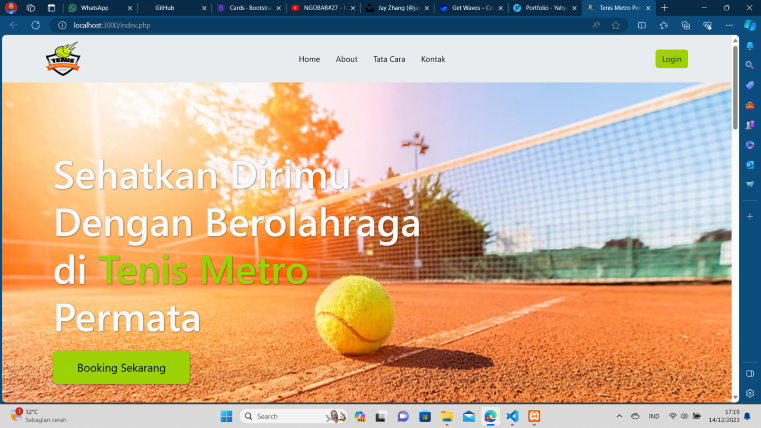 WhatsApp
GitHub
Cards · Bootstra
NGOBAR#27 -
Jay Zhang (@ja
Get Waves – Cr
Portfolio - Yahy
Tenis Metro Per
localhost:3000/index.php
TENIS
Home
About
Tata Cara
Kontak
Login
Sehatkan Dirimu
Dengan Berolahraga
di Tenis Metro
Permata
Booking Sekarang
1
32°C
Sebagian cerah
Search
IND
17:19
14/12/2023